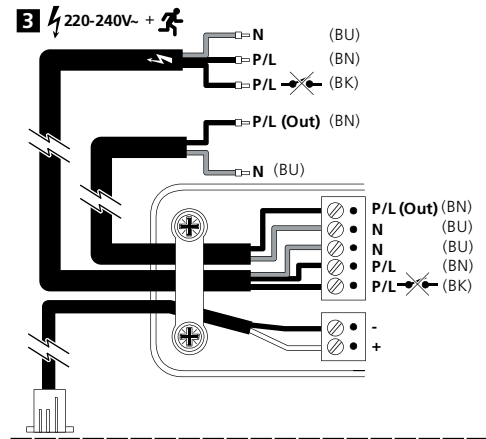 3 220-240V~ +
N (BU)
P/L (BN)
P/L (BK)
P/L (Out) (BN)
N (BU)
P/L (Out) (BN)
N (BU)
N (BU)
P/L (BN)
P/L (BK)
-
+